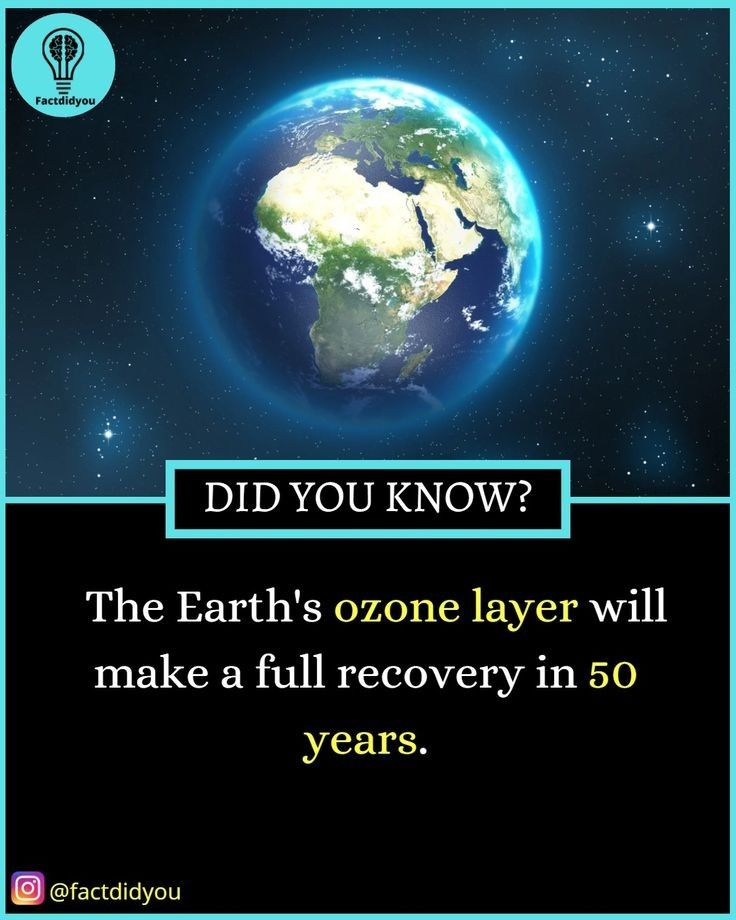 Factdidyou
DID YOU KNOW?
The Earth's ozone layer will
make a full recovery in 50
years.
@factdidyou